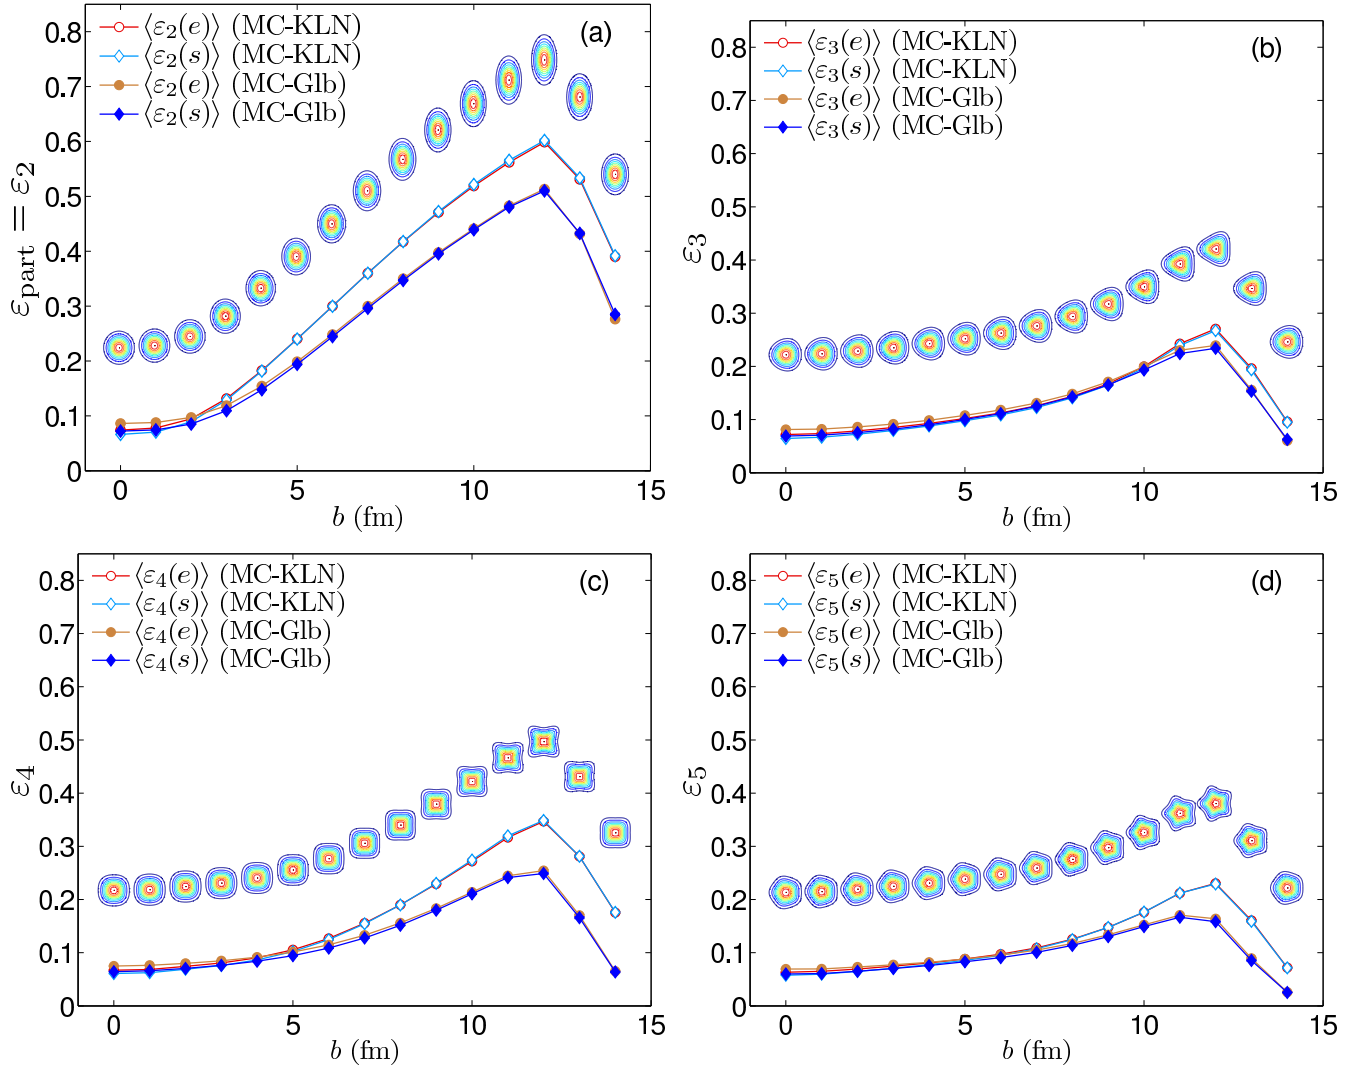 (a)
⟨ε₂(e)⟩ (MC-KLN)
⟨ε₂(s)⟩ (MC-KLN)
⟨ε₂(e)⟩ (MC-Glb)
⟨ε₂(s)⟩ (MC-Glb)
0.8
0.7
0.6
0.5
0.4
0.3
0.2
0.1
0
εpart = ε₂
0 5 10 15
b (fm)
(b)
⟨ε₃(e)⟩ (MC-KLN)
⟨ε₃(s)⟩ (MC-KLN)
⟨ε₃(e)⟩ (MC-Glb)
⟨ε₃(s)⟩ (MC-Glb)
0.8
0.7
0.6
0.5
0.4
0.3
0.2
0.1
0
ε₃
0 5 10 15
b (fm)
(c)
⟨ε₄(e)⟩ (MC-KLN)
⟨ε₄(s)⟩ (MC-KLN)
⟨ε₄(e)⟩ (MC-Glb)
⟨ε₄(s)⟩ (MC-Glb)
0.8
0.7
0.6
0.5
0.4
0.3
0.2
0.1
0
ε₄
0 5 10 15
b (fm)
(d)
⟨ε₅(e)⟩ (MC-KLN)
⟨ε₅(s)⟩ (MC-KLN)
⟨ε₅(e)⟩ (MC-Glb)
⟨ε₅(s)⟩ (MC-Glb)
0.8
0.7
0.6
0.5
0.4
0.3
0.2
0.1
0
ε₅
0 5 10 15
b (fm)